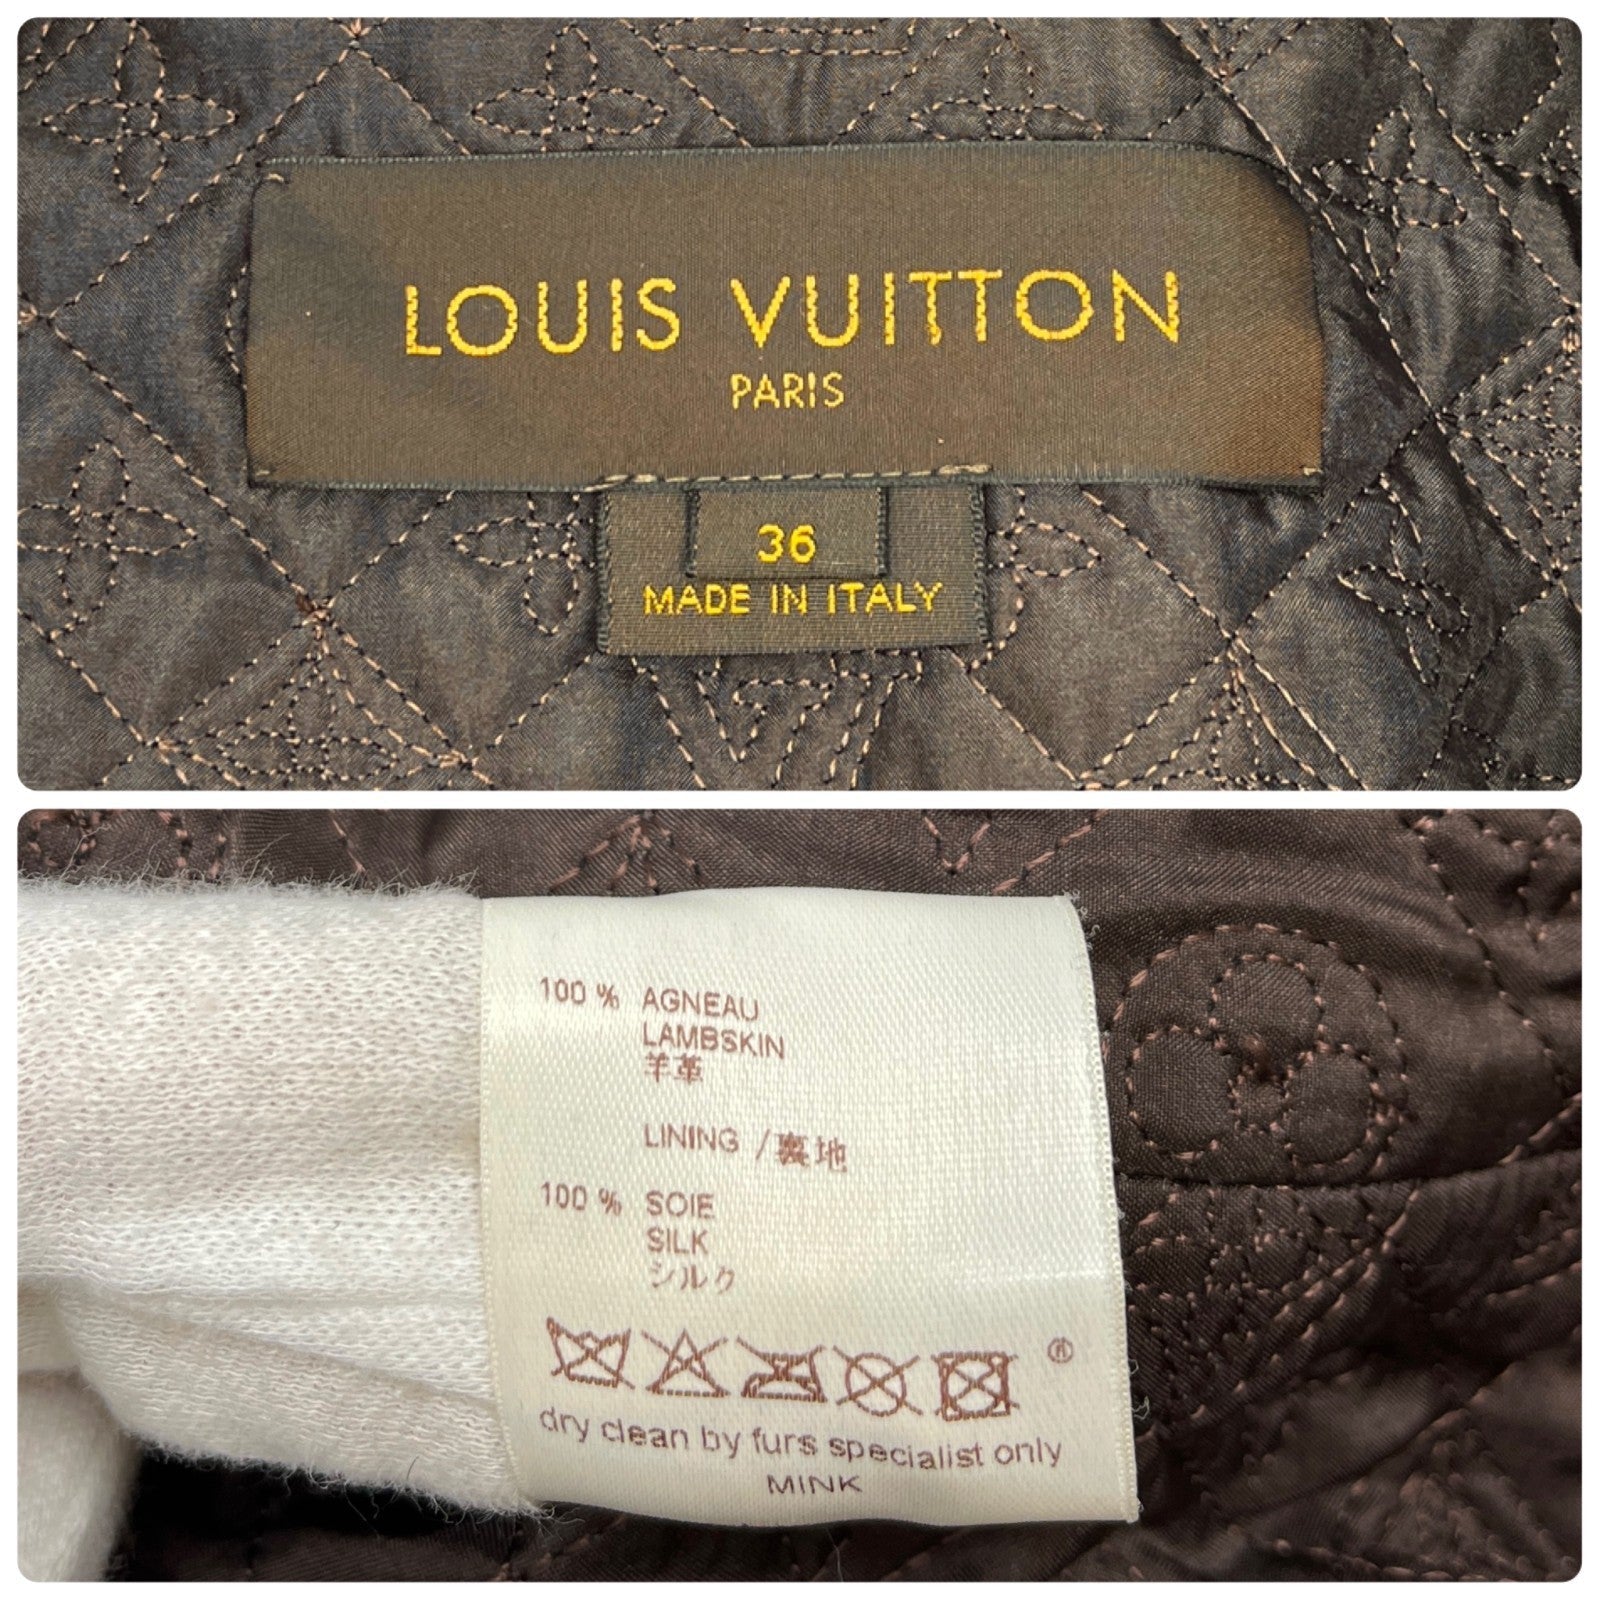 LOUIS VUITTON
PARIS
36
MADE IN ITALY
100 % AGNEAU
LAMBSKIN
羊革
LINING / 裏地
100 % SOIE
SILK
シルク
®
dry clean by furs specialist only
MINK